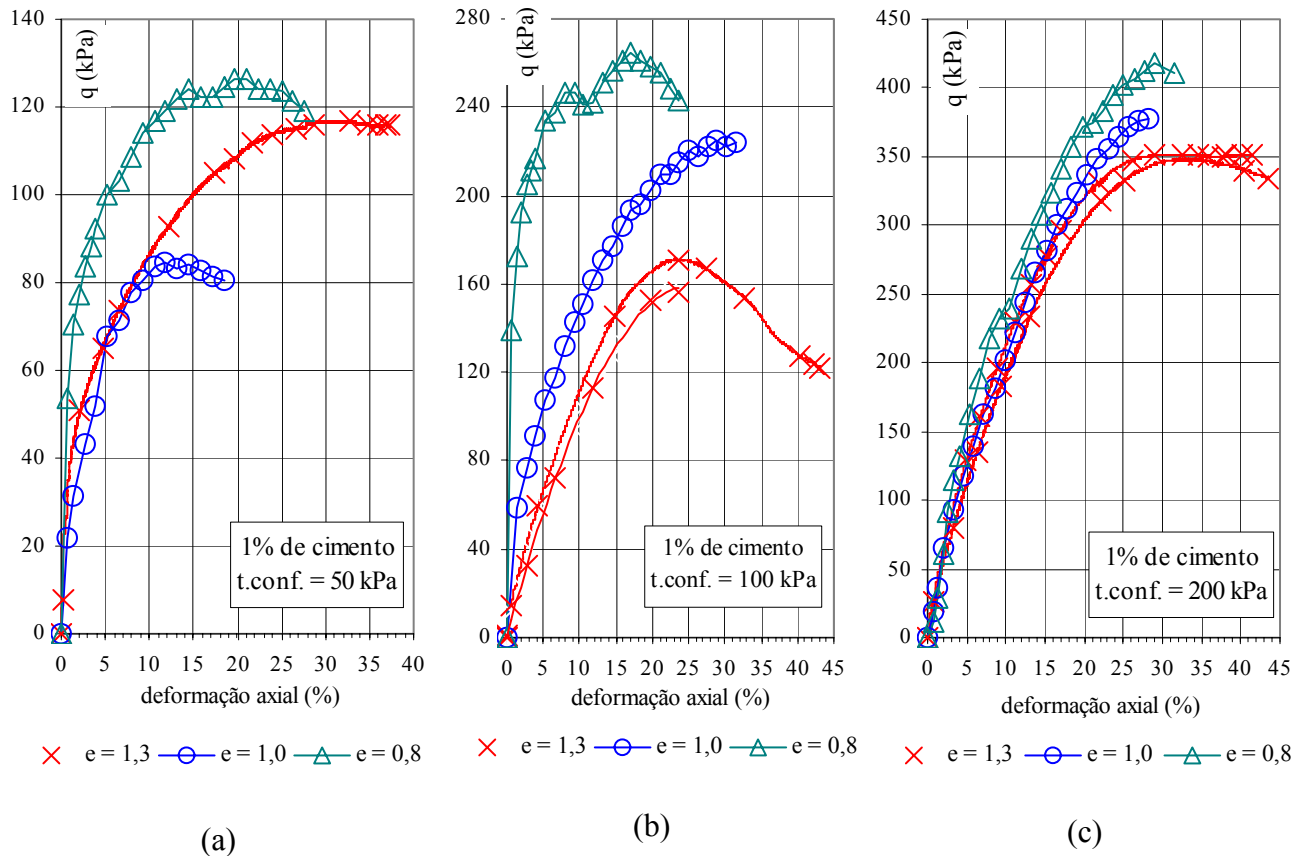 q (kPa)
140
120
100
80
60
40
20
0
0 5 10 15 20 25 30 35 40
deformação axial (%)
1% de cimento
t.conf. = 50 kPa
e = 1,3 e = 1,0 e = 0,8
(a)
q (kPa)
280
240
200
160
120
80
40
0
0 5 10 15 20 25 30 35 40 45
deformação axial (%)
1% de cimento
t.conf. = 100 kPa
e = 1,3 e = 1,0 e = 0,8
(b)
q (kPa)
450
400
350
300
250
200
150
100
50
0
0 5 10 15 20 25 30 35 40 45
deformação axial (%)
1% de cimento
t.conf. = 200 kPa
e = 1,3 e = 1,0 e = 0,8
(c)